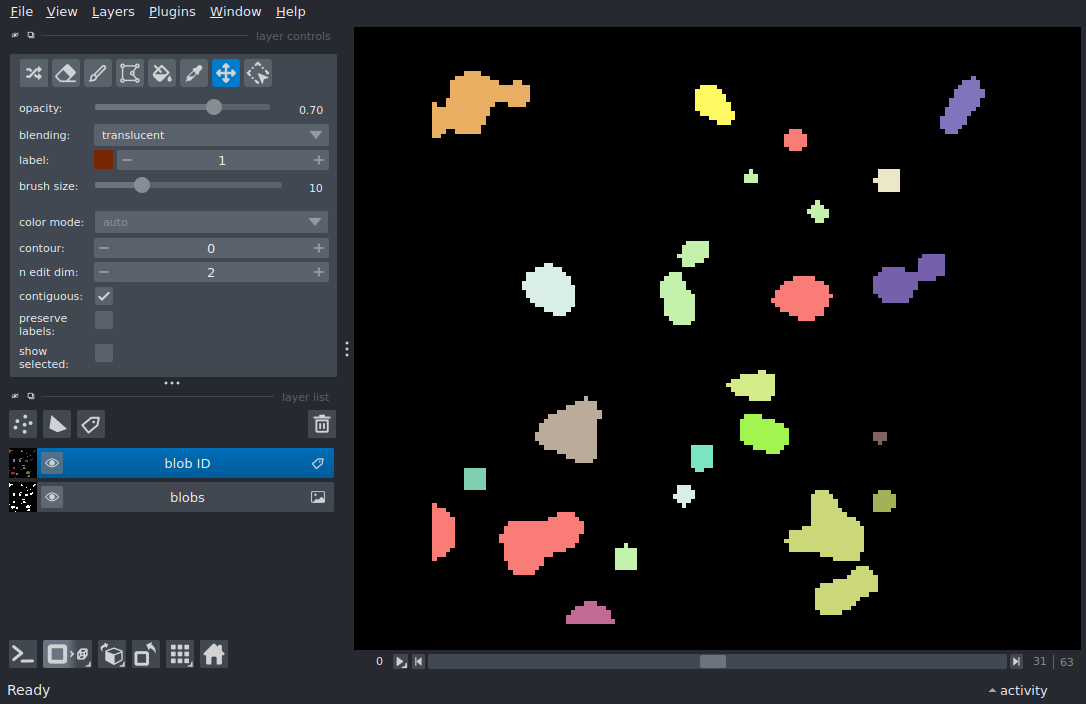 File View Layers Plugins Window Help
layer controls
opacity: 0.70
blending: translucent
label: 1
brush size: 10
color mode: auto
contour: 0
n edit dim: 2
contiguous:
preserve
labels:
show
selected:
layer list
blob ID
blobs
0 31 63
Ready activity